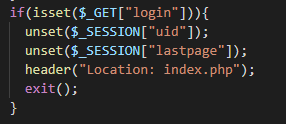 if(isset($_GET["login"])){
  unset($_SESSION["uid"]);
  unset($_SESSION["lastpage"]);
  header("Location: index.php");
  exit();
}